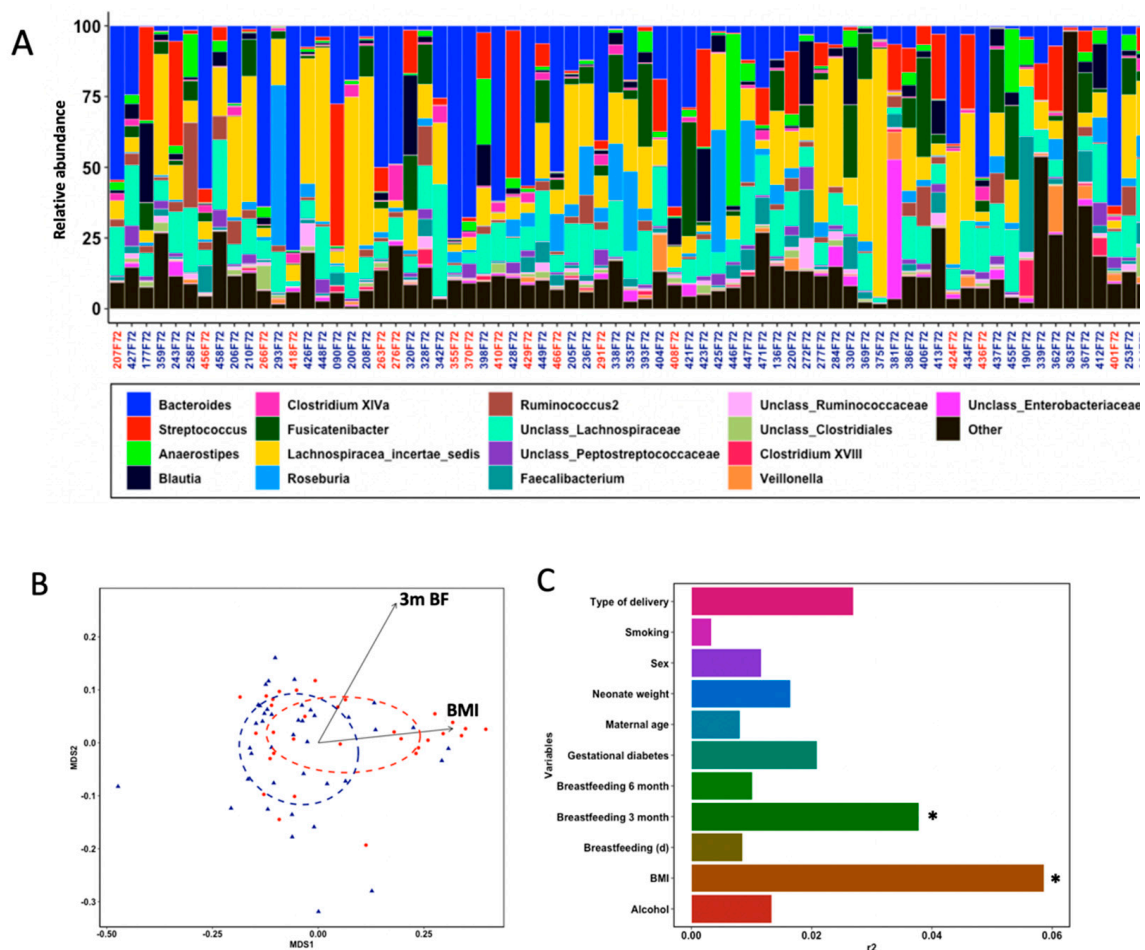 A
Relative abundance
100
75
50
25
0
207F72
427F72
177F72
359F72
243F72
258F72
456F72
458F72
206F72
210F72
266F72
293F72
418F72
426F72
448F72
090F72
200F72
208F72
263F72
276F72
320F72
328F72
342F72
355F72
370F72
398F72
410F72
428F72
429F72
449F72
466F72
205F72
236F72
291F72
338F72
353F72
393F72
404F72
408F72
421F72
423F72
425F72
446F72
447F72
471F72
136F72
220F72
272F72
277F72
284F72
330F72
369F72
375F72
381F72
386F72
406F72
413F72
424F72
434F72
436F72
437F72
455F72
190F72
339F72
362F72
363F72
367F72
412F72
401F72
253F72
Bacteroides
Streptococcus
Anaerostipes
Blautia
Clostridium XIVa
Fusicatenibacter
Lachnospiracea_incertae_sedis
Roseburia
Ruminococcus2
Unclass_Lachnospiraceae
Unclass_Peptostreptococcaceae
Faecalibacterium
Unclass_Ruminococcaceae
Unclass_Clostridiales
Clostridium XVIII
Veillonella
Unclass_Enterobacteriaceae
Other
B
3m BF
BMI
MDS2
0.2
0.1
0.0
-0.1
-0.2
-0.3
-0.50
-0.25
0.00
0.25
MDS1
C
Variables
Type of delivery
Smoking
Sex
Neonate weight
Maternal age
Gestational diabetes
Breastfeeding 6 month
Breastfeeding 3 month *
Breastfeeding (d)
BMI *
Alcohol
0.00
0.02
0.04
0.06
r2